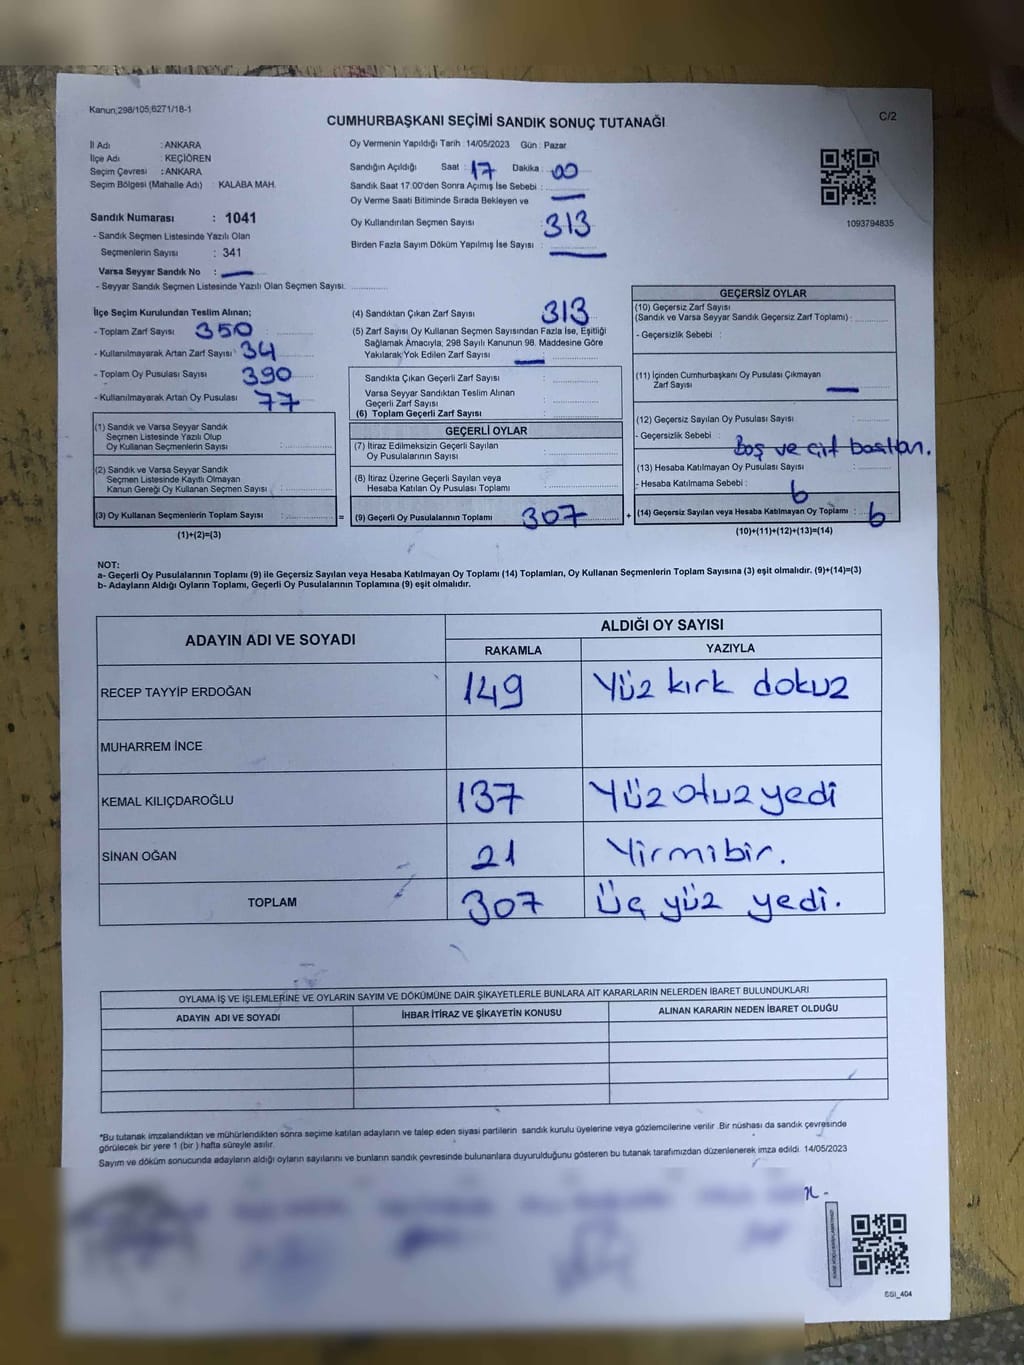 Kanun;298/105;6271/18-1
CUMHURBAŞKANI SEÇİMİ SANDIK SONUÇ TUTANAĞI
C/2
İl Adı : ANKARA
İlçe Adı : KEÇİÖREN
Seçim Çevresi : ANKARA
Seçim Bölgesi (Mahalle Adı) : KALABA MAH.
Sandık Numarası : 1041
- Sandık Seçmen Listesinde Yazılı Olan
Seçmenlerin Sayısı : 341
Varsa Seyyar Sandık No : —
- Seyyar Sandık Seçmen Listesinde Yazılı Olan Seçmen Sayısı:
Oy Vermenin Yapıldığı Tarih : 14/05/2023 Gün : Pazar
Sandığın Açıldığı Saat : 17 Dakika : 00
Sandık Saat 17.00'den Sonra Açımış İse Sebebi :
Oy Verme Saati Bitiminde Sırada Bekleyen ve —
Oy Kullandırılan Seçmen Sayısı : 313
Birden Fazla Sayım Döküm Yapılmış İse Sayısı : —
1093794835
İlçe Seçim Kurulundan Teslim Alınan;
- Toplam Zarf Sayısı 350
- Kullanılmayarak Artan Zarf Sayısı 34
- Toplam Oy Pusulası Sayısı 390
- Kullanılmayarak Artan Oy Pusulası 77
(1) Sandık ve Varsa Seyyar Sandık
Seçmen Listesinde Yazılı Olup
Oy Kullanan Seçmenlerin Sayısı :
(2) Sandık ve Varsa Seyyar Sandık
Seçmen Listesinde Kayıtlı Olmayan
Kanun Gereği Oy Kullanan Seçmen Sayısı :
(3) Oy Kullanan Seçmenlerin Toplam Sayısı : =
(1)+(2)=(3)
(4) Sandıktan Çıkan Zarf Sayısı 313
(5) Zarf Sayısı Oy Kullanan Seçmen Sayısından Fazla İse, Eşitliği
Sağlamak Amacıyla; 298 Sayılı Kanunun 98. Maddesine Göre
Yakılarak Yok Edilen Zarf Sayısı —
Sandıkta Çıkan Geçerli Zarf Sayısı :
Varsa Seyyar Sandıktan Teslim Alınan
Geçerli Zarf Sayısı :
(6) Toplam Geçerli Zarf Sayısı :
GEÇERLİ OYLAR
(7) İtiraz Edilmeksizin Geçerli Sayılan
Oy Pusulalarının Sayısı :
(8) İtiraz Üzerine Geçerli Sayılan veya
Hesaba Katılan Oy Pusulası Toplamı :
(9) Geçerli Oy Pusulalarının Toplamı 307 +
GEÇERSİZ OYLAR
(10) Geçersiz Zarf Sayısı
(Sandık ve Varsa Seyyar Sandık Geçersiz Zarf Toplamı) :
- Geçersizlik Sebebi :
(11) İçinden Cumhurbaşkanı Oy Pusulası Çıkmayan
Zarf Sayısı —
(12) Geçersiz Sayılan Oy Pusulası Sayısı :
- Geçersizlik Sebebi :
Boş ve çift basılan.
(13) Hesaba Katılmayan Oy Pusulası Sayısı :
- Hesaba Katılmama Sebebi : 6
(14) Geçersiz Sayılan veya Hesaba Katılmayan Oy Toplamı : 6
(10)+(11)+(12)+(13)=(14)
NOT:
a- Geçerli Oy Pusulalarının Toplamı (9) ile Geçersiz Sayılan veya Hesaba Katılmayan Oy Toplamı (14) Toplamları, Oy Kullanan Seçmenlerin Toplam Sayısına (3) eşit olmalıdır. (9)+(14)=(3)
b- Adayların Aldığı Oyların Toplamı, Geçerli Oy Pusulalarının Toplamına (9) eşit olmalıdır.
ADAYIN ADI VE SOYADI
ALDIĞI OY SAYISI
RAKAMLA YAZIYLA
RECEP TAYYİP ERDOĞAN 149 Yüz kırk dokuz
MUHARREM İNCE
KEMAL KILIÇDAROĞLU 137 Yüz otuz yedi
SİNAN OĞAN 21 Yirmibir.
TOPLAM 307 Üç yüz yedi.
OYLAMA İŞ VE İŞLEMLERİNE VE OYLARIN SAYIM VE DÖKÜMÜNE DAİR ŞİKAYETLERLE BUNLARA AİT KARARLARIN NELERDEN İBARET BULUNDUKLARI
ADAYIN ADI VE SOYADI İHBAR İTİRAZ VE ŞİKAYETİN KONUSU ALINAN KARARIN NEDEN İBARET OLDUĞU
*Bu tutanak imzalandıktan ve mühürlendikten sonra seçime katılan adayların ve talep eden siyasi partilerin sandık kurulu üyelerine veya gözlemcilerine verilir .Bir nüshası da sandık çevresinde
görülecek bir yere 1 (bir ) hafta süreyle asılır.
Sayım ve döküm sonucunda adayların aldığı oyların sayılarını ve bunların sandık çevresinde bulunanlara duyurulduğunu gösteren bu tutanak tarafımızdan düzenlenerek imza edildi. 14/05/2023